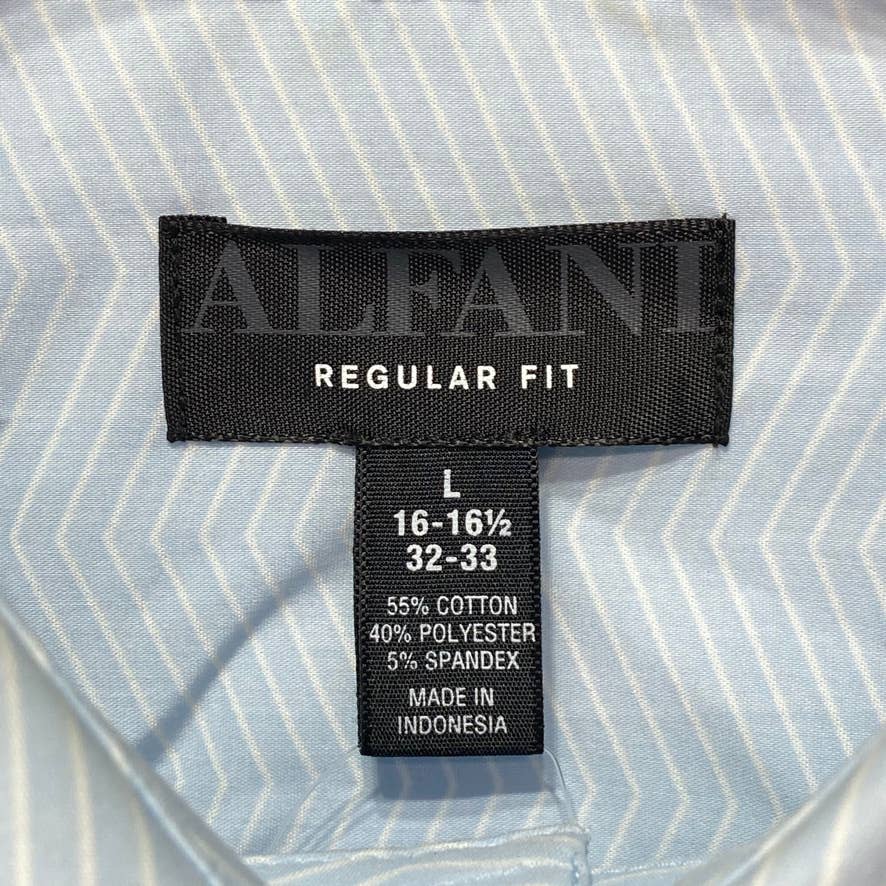 ALFANI
REGULAR FIT
L
16-16½
32-33
55% COTTON
40% POLYESTER
5% SPANDEX
MADE IN
INDONESIA